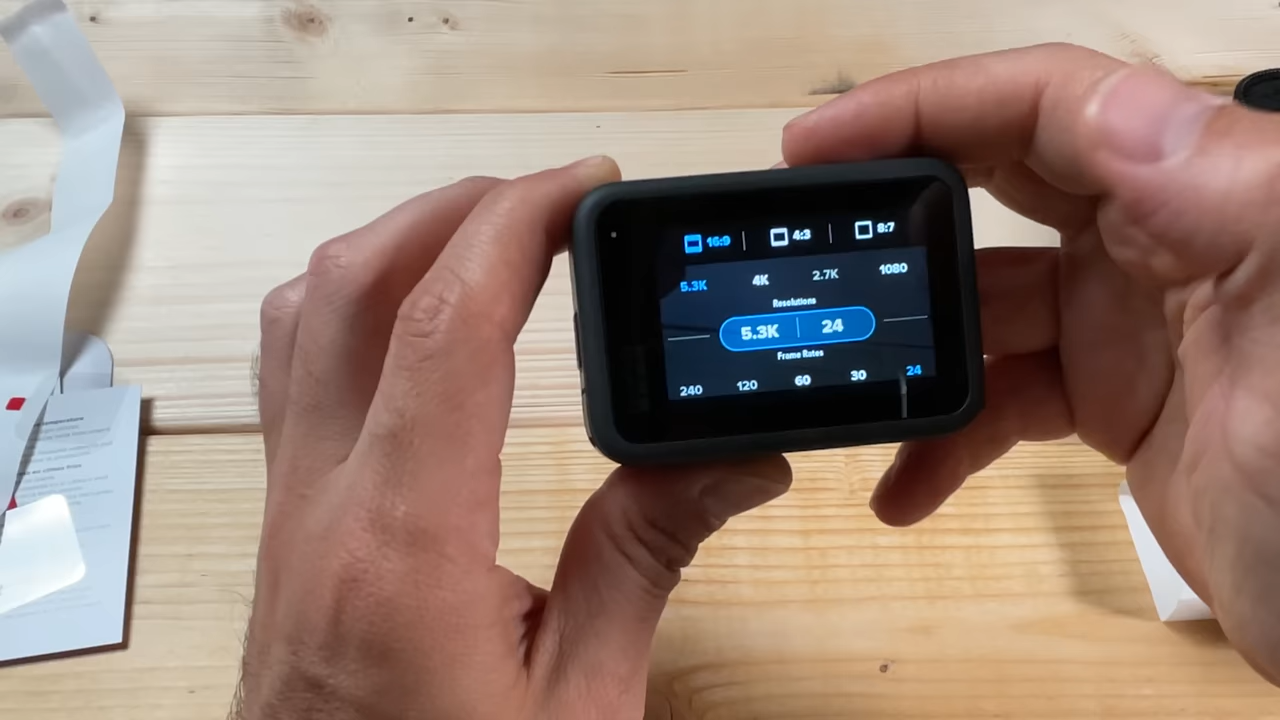 16:9 4:3 8:7
5.3K 4K 2.7K 1080
Resolutions
5.3K 24
Frame Rates
240 120 60 30 24